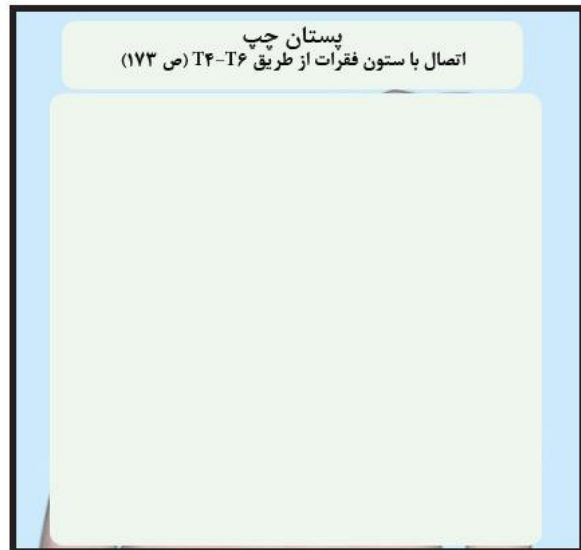 پستان چپ
اتصال با ستون فقرات از طریق T۴-T۶ (ص ۱۷۳)